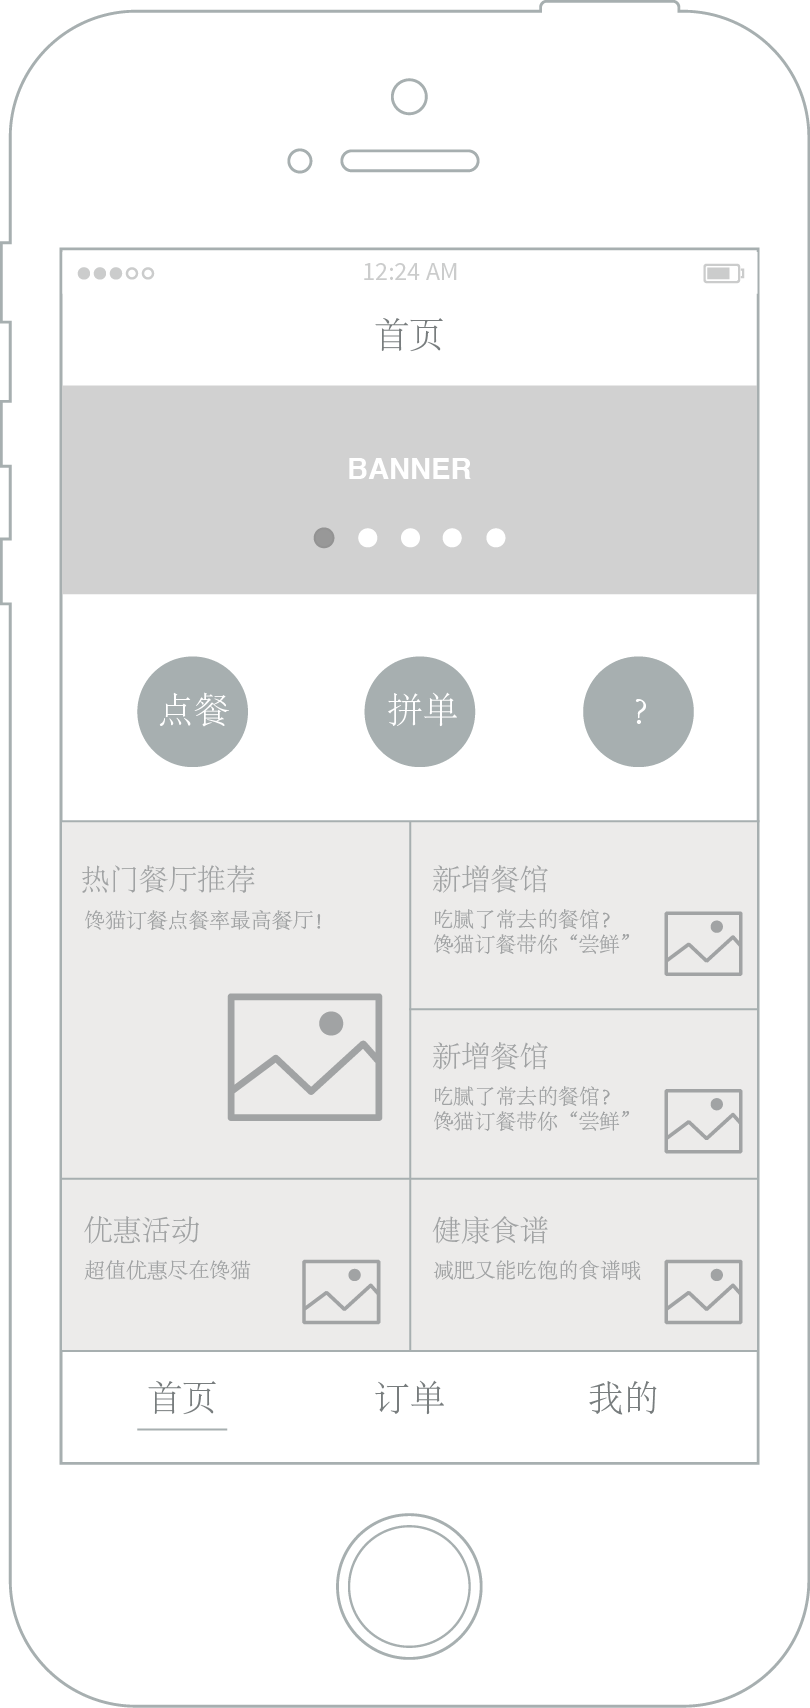 12:24 AM
首页
BANNER
点餐
拼单
?
热门餐厅推荐
馋猫订餐点餐率最高餐厅!
新增餐馆
吃腻了常去的餐馆?
馋猫订餐带你“尝鲜”
新增餐馆
吃腻了常去的餐馆?
馋猫订餐带你“尝鲜”
优惠活动
超值优惠尽在馋猫
健康食谱
减肥又能吃饱的食谱哦
首页
订单
我的